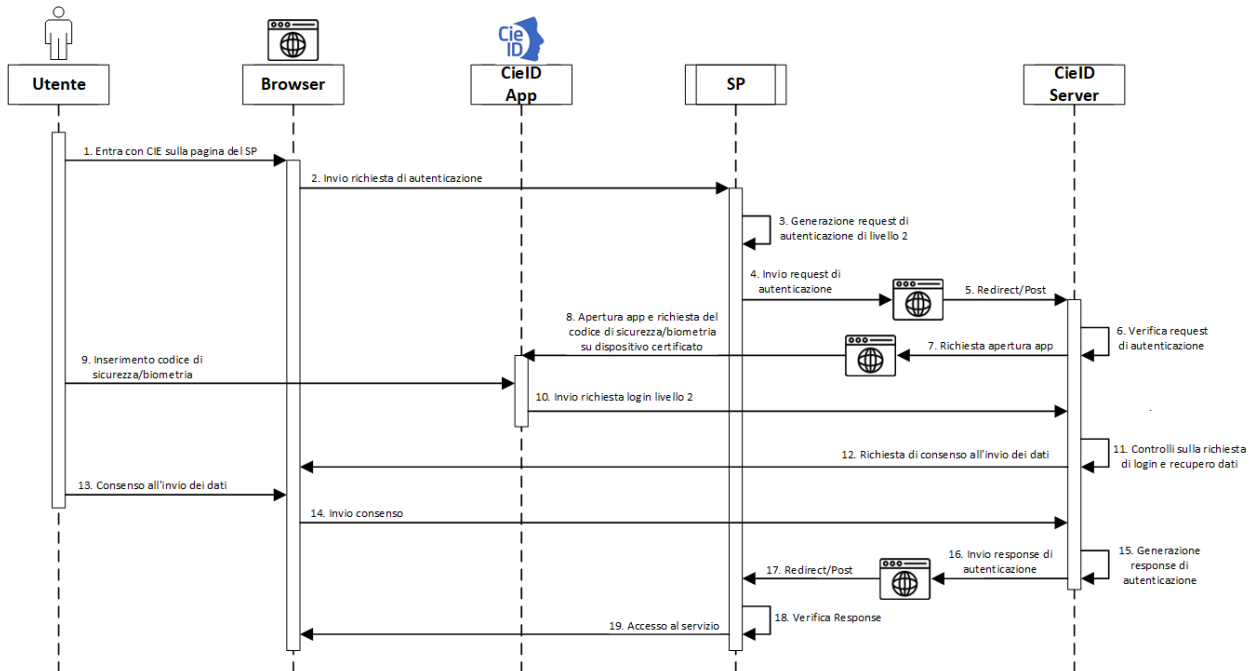 Cie
ID
Utente
Browser
CieID
App
SP
CieID
Server
1. Entra con CIE sulla pagina del SP
2. Invio richiesta di autenticazione
3. Generazione request di
autenticazione di livello 2
4. Invio request di
autenticazione
5. Redirect/Post
6. Verifica request
di autenticazione
7. Richiesta apertura app
8. Apertura app e richiesta del
codice di sicurezza/biometria
su dispositivo certificato
9. Inserimento codice di
sicurezza/biometria
10. Invio richiesta login livello 2
11. Controlli sulla richiesta
di login e recupero dati
12. Richiesta di consenso all'invio dei dati
13. Consenso all'invio dei dati
14. Invio consenso
15. Generazione
response di
autenticazione
16. Invio response di
autenticazione
17. Redirect/Post
18. Verifica Response
19. Accesso al servizio